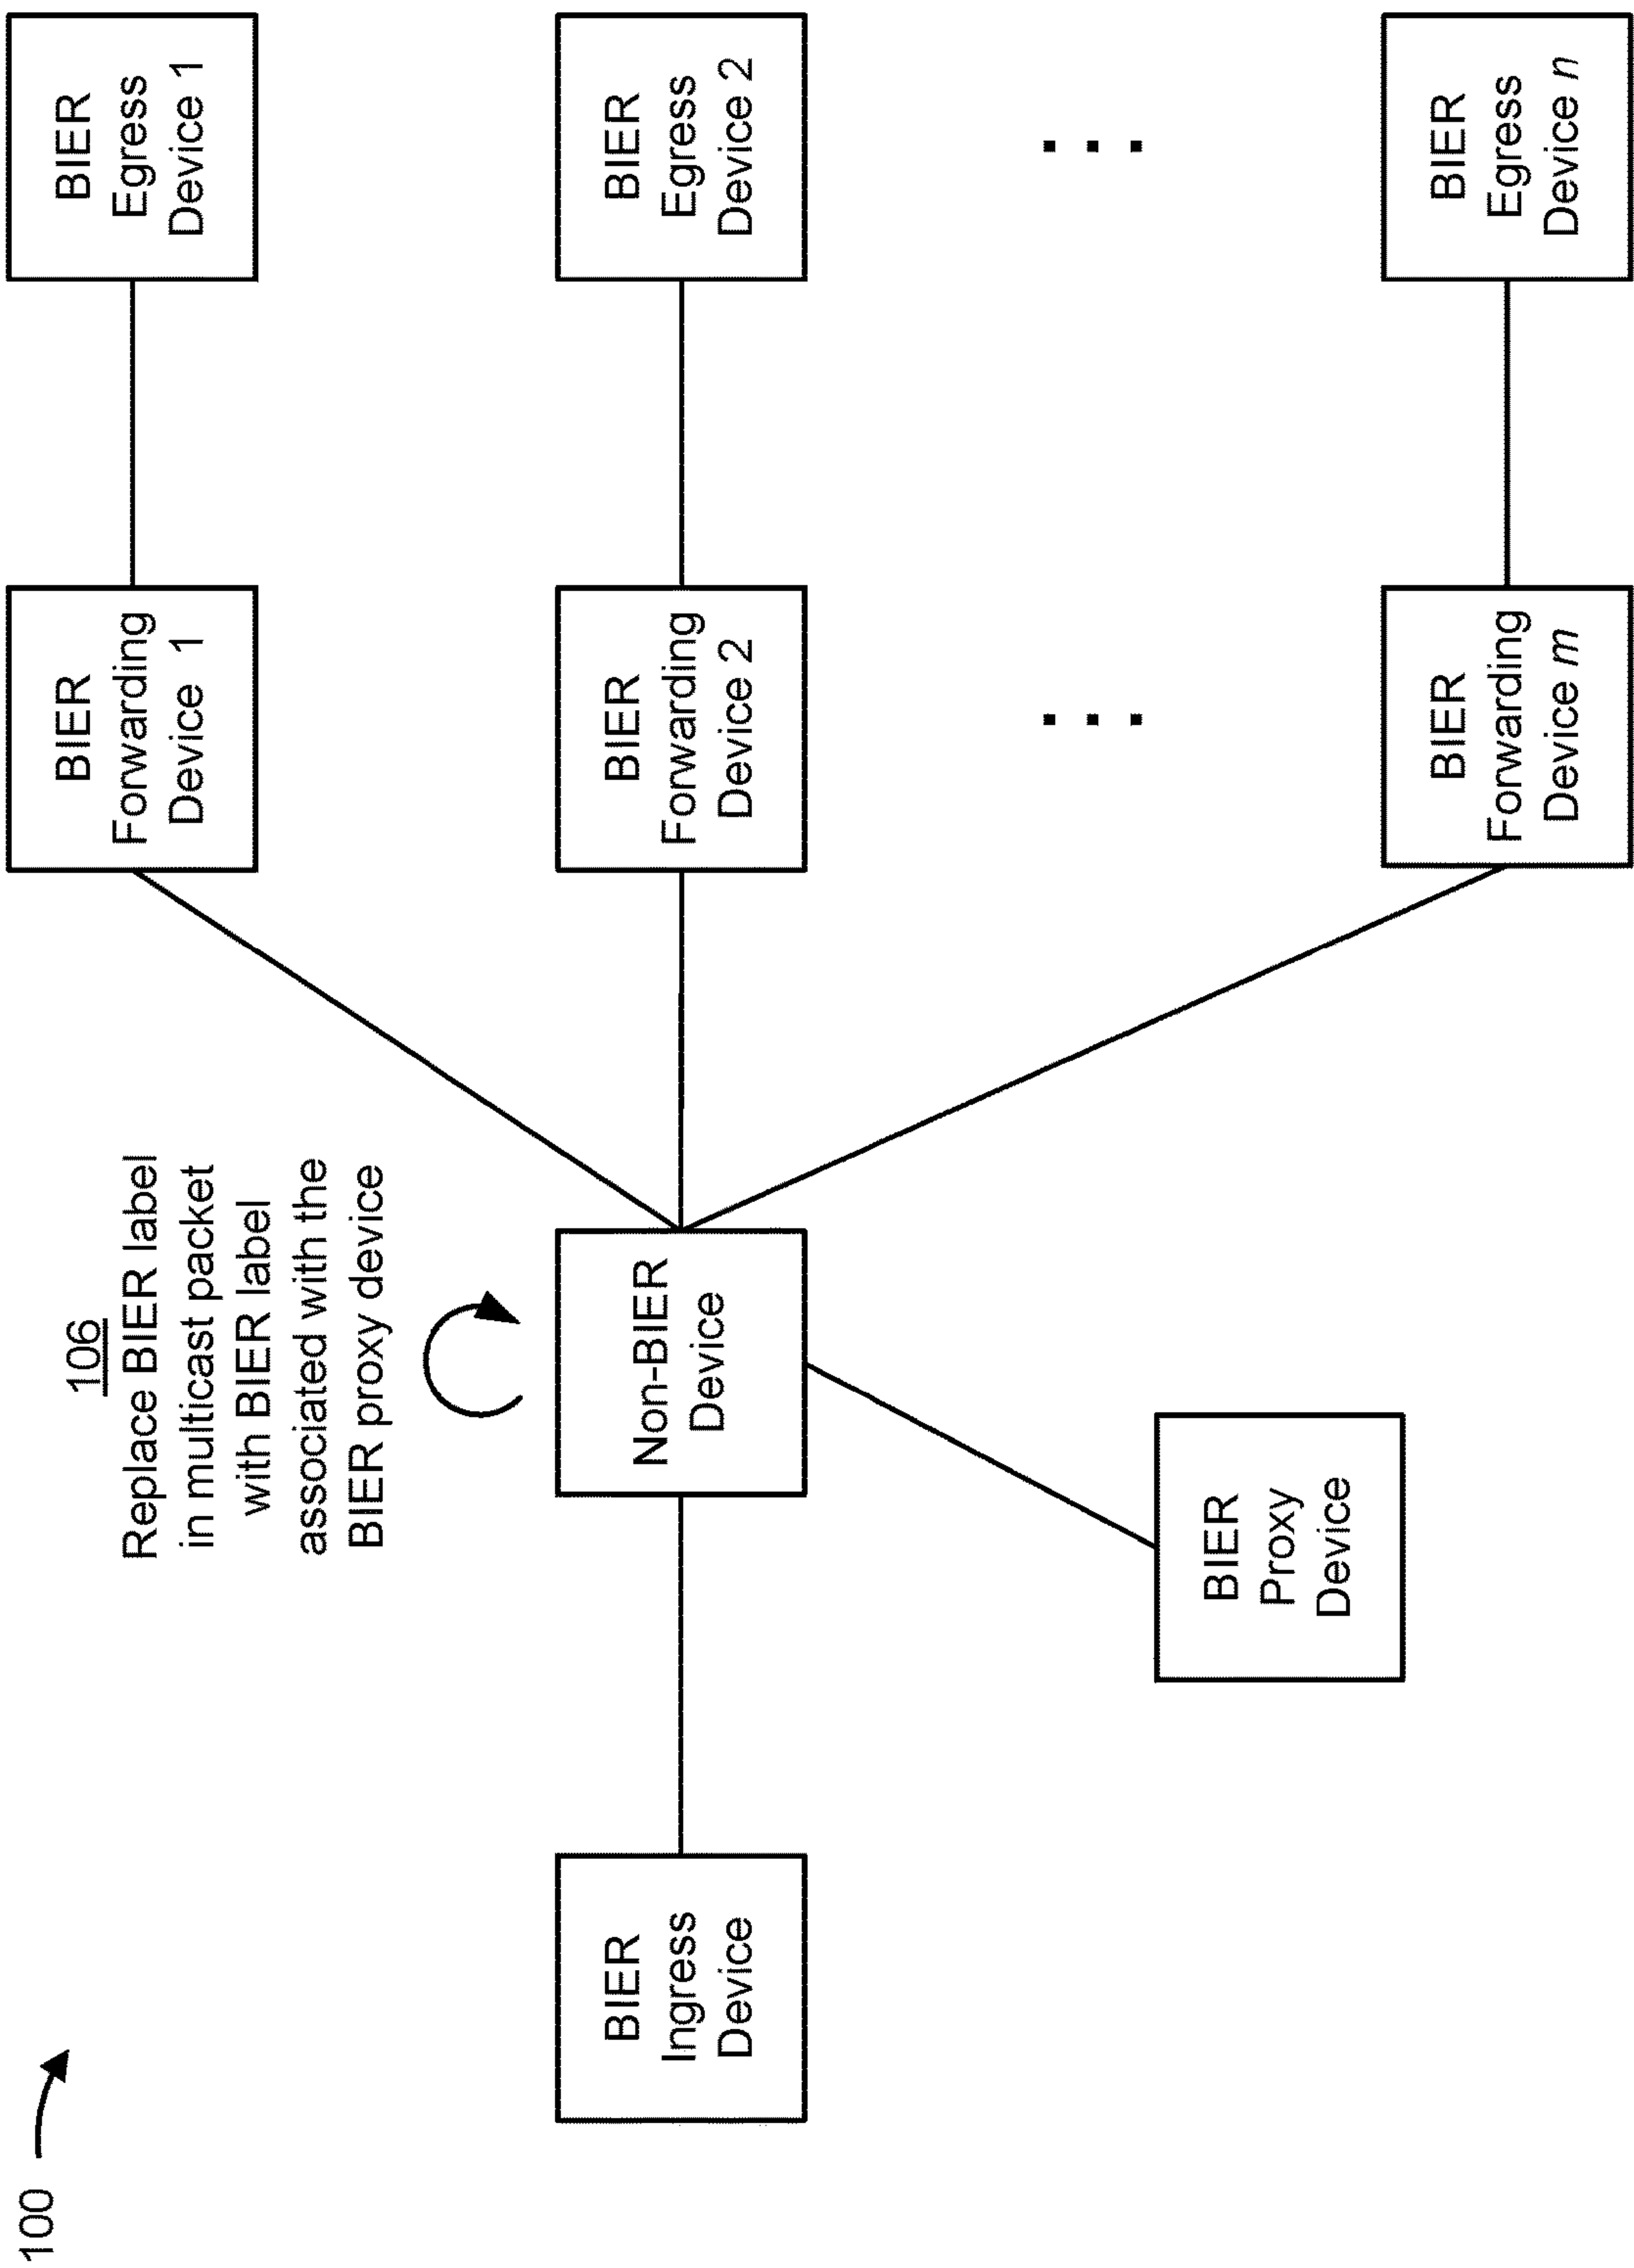 100
106
Replace BIER label
in multicast packet
with BIER label
associated with the
BIER proxy device
BIER
Ingress
Device
Non-BIER
Device
BIER
Proxy
Device
BIER
Forwarding
Device 1
BIER
Egress
Device 1
BIER
Forwarding
Device 2
BIER
Egress
Device 2
. . .
. . .
BIER
Forwarding
Device m
BIER
Egress
Device n